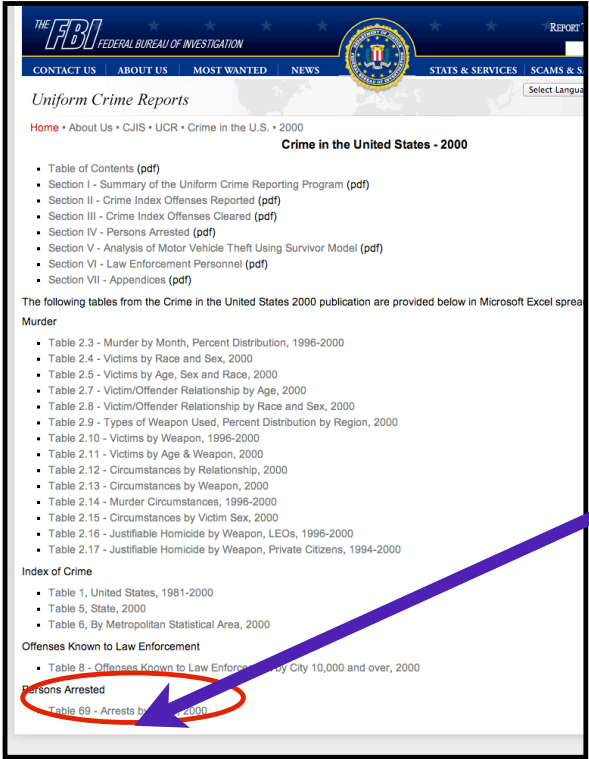 THE FBI FEDERAL BUREAU OF INVESTIGATION
REPORT
CONTACT US ABOUT US MOST WANTED NEWS STATS & SERVICES SCAMS &
Uniform Crime Reports
Select
Home • About Us • CJIS • UCR • Crime in the U.S. • 2000
Crime in the United States - 2000
Table of Contents (pdf)
Section I - Summary of the Uniform Crime Reporting Program (pdf)
Section II - Crime Index Offenses Reported (pdf)
Section III - Crime Index Offenses Cleared (pdf)
Section IV - Persons Arrested (pdf)
Section V - Analysis of Motor Vehicle Theft Using Survivor Model (pdf)
Section VI - Law Enforcement Personnel (pdf)
Section VII - Appendices (pdf)
The following tables from the Crime in the United States 2000 publication are provided below in Microsoft Excel
Murder
Table 2.3 - Murder by Month, Percent Distribution, 1996-2000
Table 2.4 - Victims by Race and Sex, 2000
Table 2.5 - Victims by Age, Sex and Race, 2000
Table 2.7 - Victim/Offender Relationship by Age, 2000
Table 2.8 - Victim/Offender Relationship by Race and Sex, 2000
Table 2.9 - Types of Weapon Used, Percent Distribution by Region, 2000
Table 2.10 - Victims by Weapon, 1996-2000
Table 2.11 - Victims by Age & Weapon, 2000
Table 2.12 - Circumstances by Relationship, 2000
Table 2.13 - Circumstances by Weapon, 2000
Table 2.14 - Murder Circumstances, 1996-2000
Table 2.15 - Circumstances by Victim Sex, 2000
Table 2.16 - Justifiable Homicide by Weapon, LEOs, 1996-2000
Table 2.17 - Justifiable Homicide by Weapon, Private Citizens, 1994-2000
Index of Crime
Table 1, United States, 1981-2000
Table 5, State, 2000
Table 6, By Metropolitan Statistical Area, 2000
Offenses Known to Law Enforcement
Table 8 - Offenses Known to Law Enforcement by City 10,000 and over, 2000
Persons Arrested
Table 69 - Arrests by 2000